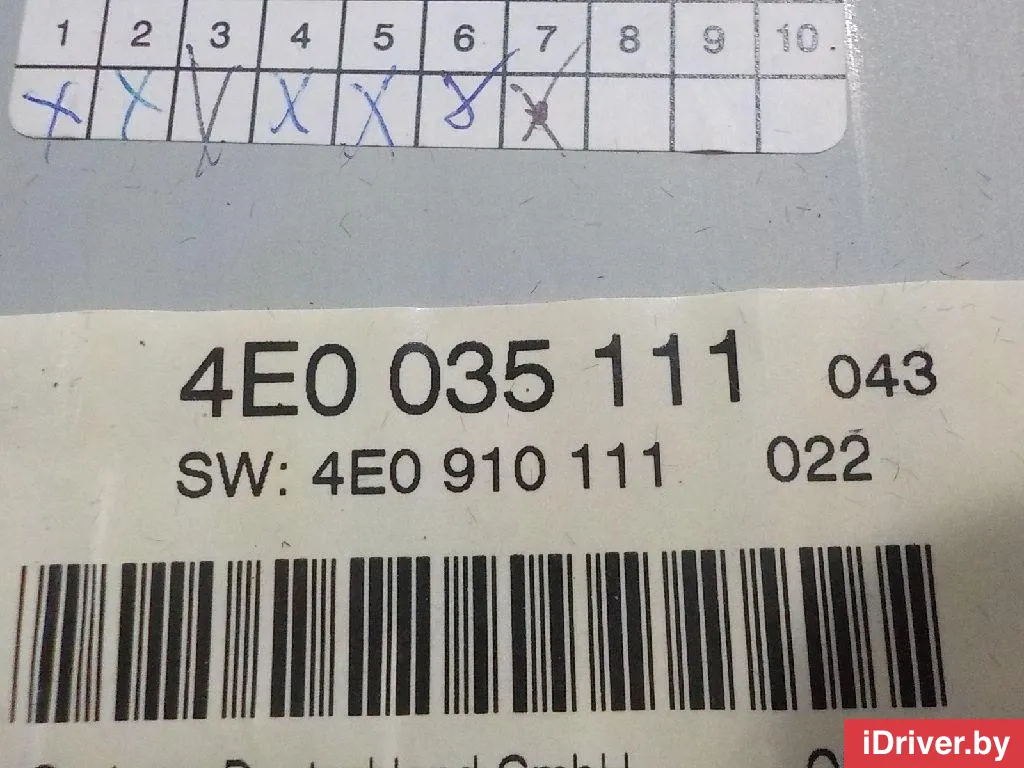 1 2 3 4 5 6 7 8 9 10.
4E0 035 111 043
SW: 4E0 910 111 022
GmbH
iDriver.by